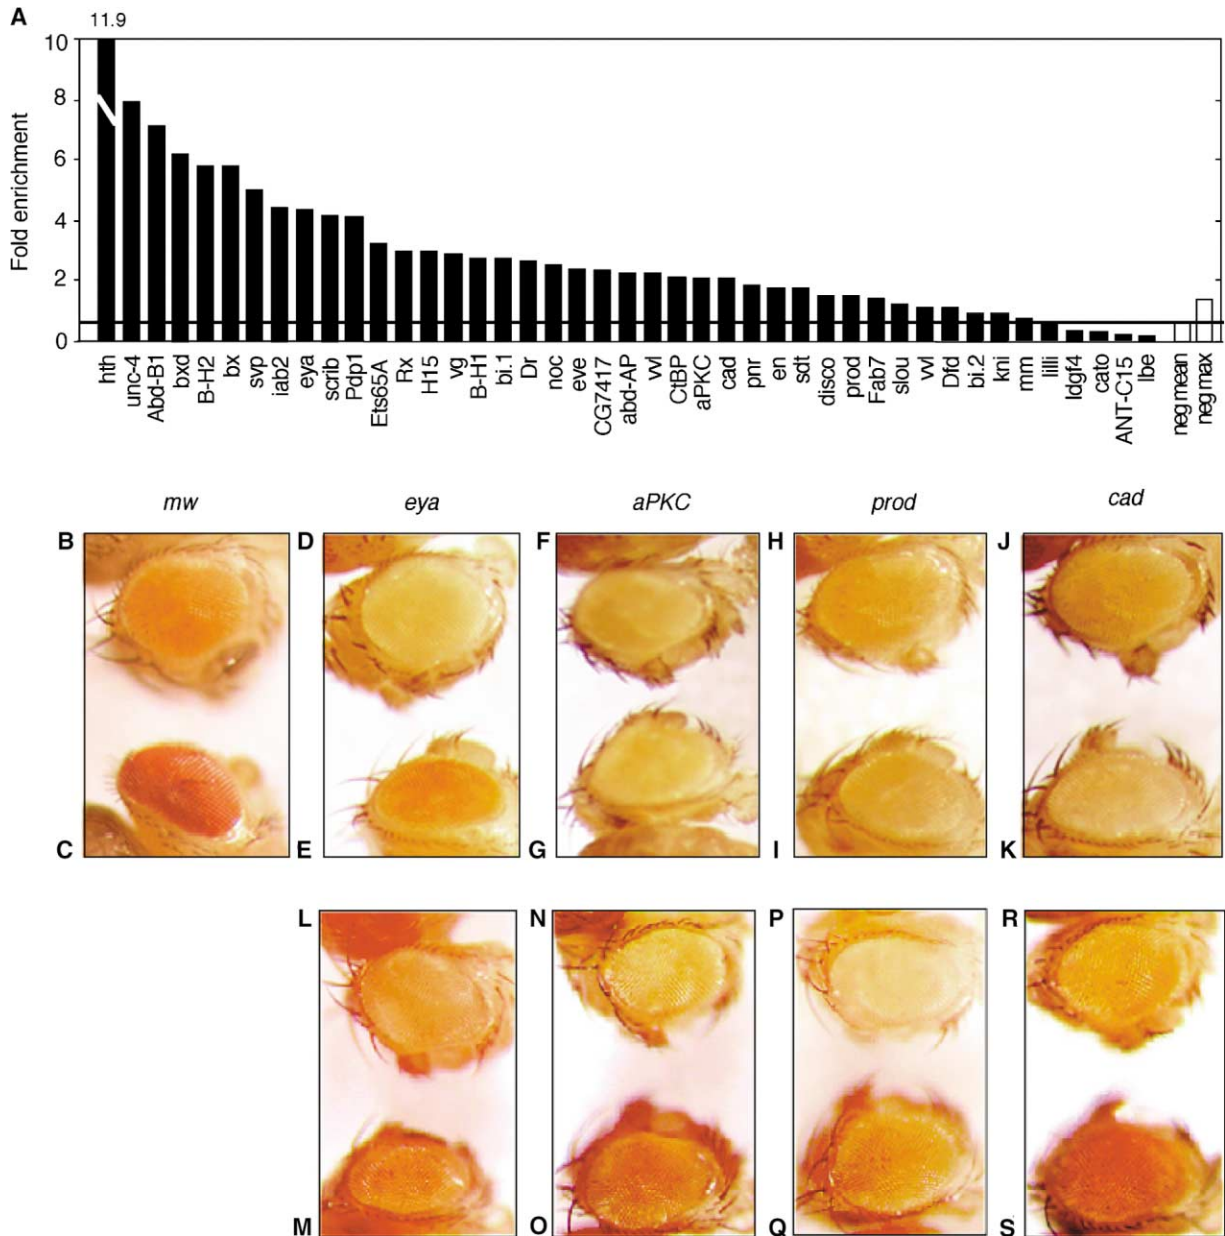 A
11.9
10
8
6
4
2
0
Fold enrichment
hth
unc-4
Abd-B1
bxd
B-H2
bx
svp
iab2
eya
scrib
Pdp1
Ets65A
Rx
H15
vg
B-H1
bi.1
Dr
noc
eve
CG7417
abd-AP
vvl
CtBP
aPKC
cad
pnr
en
sdt
disco
prod
Fab7
slou
vvl
Dfd
bi.2
kni
mm
lilli
Idgf4
cato
ANT-C15
lbe
neg mean
neg max
mw
eya
aPKC
prod
cad
B
D
F
H
J
C
E
G
I
K
L
N
P
R
M
O
Q
S